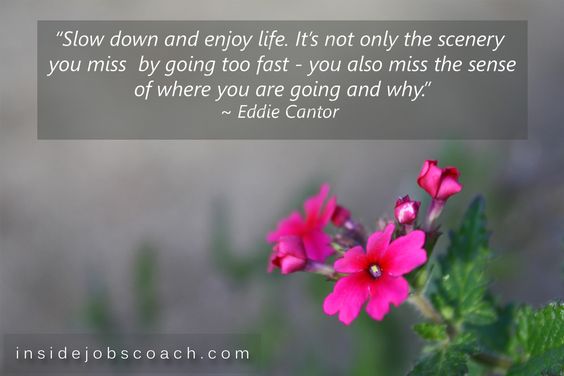 “Slow down and enjoy life. It’s not only the scenery
you miss by going too fast - you also miss the sense
of where you are going and why.”
~ Eddie Cantor
insidejobscoach.com